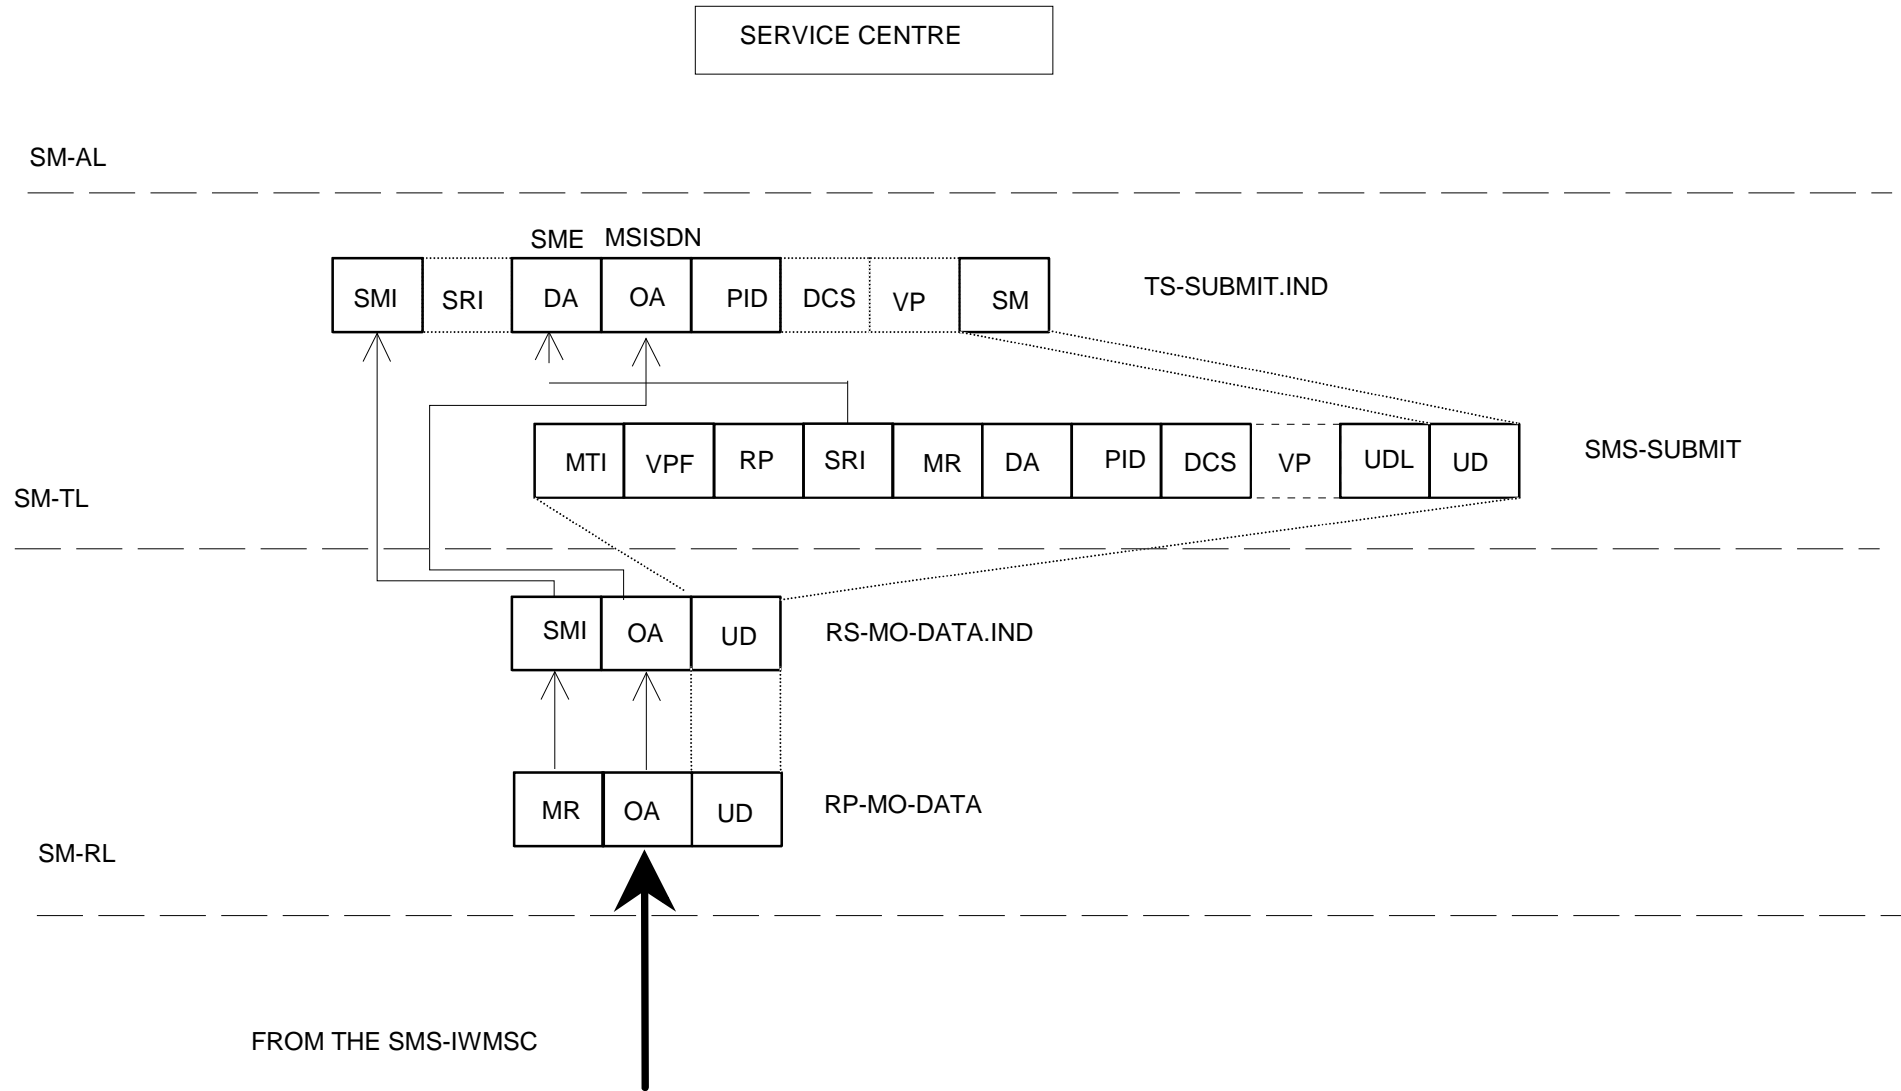 SERVICE CENTRE
SM-AL
SME MSISDN
SMI SRI DA OA PID DCS VP SM TS-SUBMIT.IND
MTI VPF RP SRI MR DA PID DCS VP UDL UD SMS-SUBMIT
SM-TL
SMI OA UD RS-MO-DATA.IND
MR OA UD RP-MO-DATA
SM-RL
FROM THE SMS-IWMSC